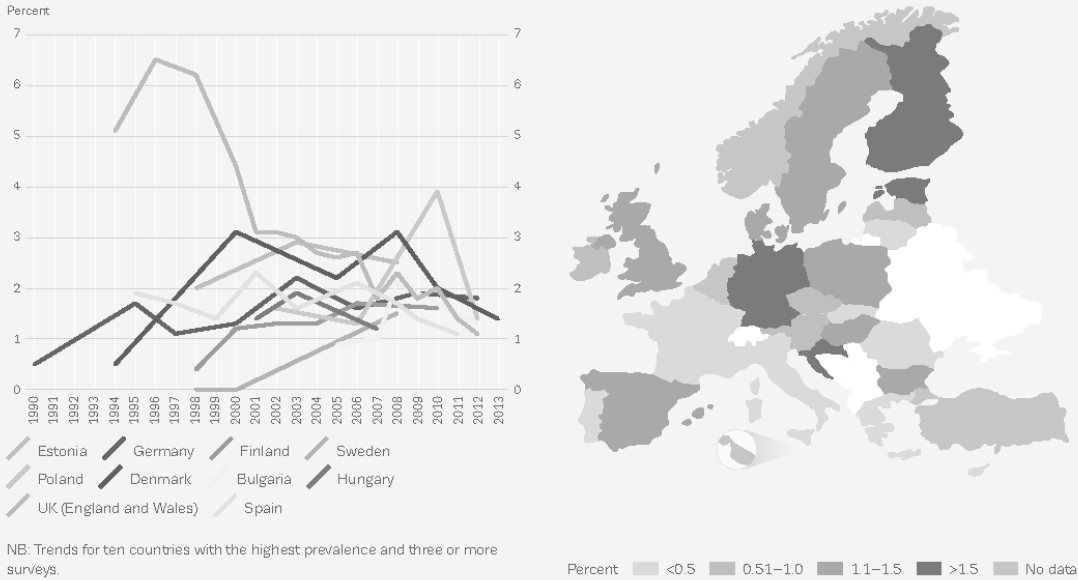 Percent
7 7
6 6
5 5
4 4
3 3
2 2
1 1
0 0
1990 1991 1992 1993 1994 1995 1996 1997 1998 1999 2000 2001 2002 2003 2004 2005 2006 2007 2008 2009 2010 2011 2012 2013
Estonia Germany Finland Sweden
Poland Denmark Bulgaria Hungary
UK (England and Wales) Spain
NB: Trends for ten countries with the highest prevalence and three or more
surveys.
Percent <0.5 0.51–1.0 1.1–1.5 >1.5 No data